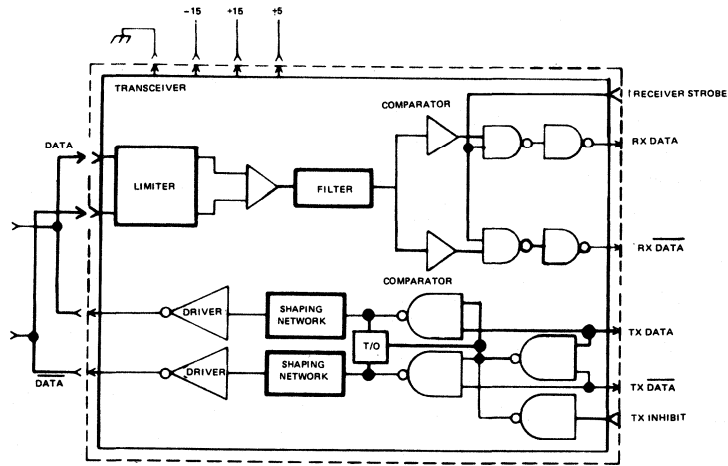 -15 +15 +5
TRANSCEIVER
RECEIVER STROBE
COMPARATOR
DATA
RX DATA
LIMITER
FILTER
RX DATA
COMPARATOR
DRIVER
SHAPING
NETWORK
TX DATA
T/O
DRIVER
SHAPING
NETWORK
DATA
TX DATA
TX INHIBIT